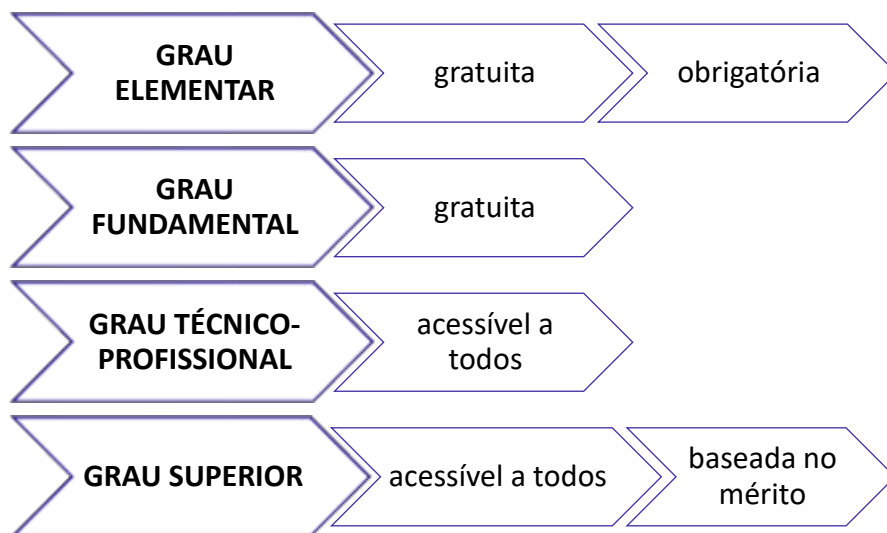 GRAU
ELEMENTAR
gratuita
obrigatória
GRAU
FUNDAMENTAL
gratuita
GRAU TÉCNICO-
PROFISSIONAL
acessível a
todos
GRAU SUPERIOR
acessível a todos
baseada no
mérito